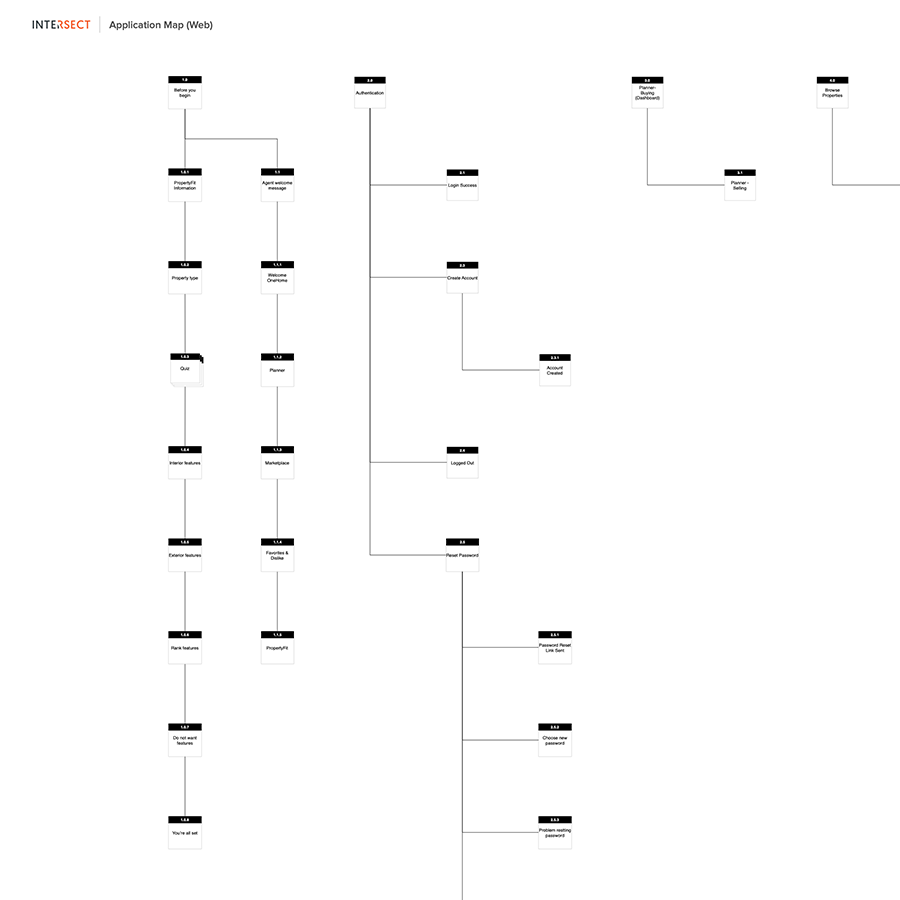 INTERSECT
Application Map (Web)
1.0
Before you
begin
2.0
Authentication
3.0
Planner-
Buying
(Dashboard)
4.0
Browse
Properties
1.0.1
PropertyFit
Information
1.1
Agent welcome
message
2.1
Login Success
3.1
Planner -
Selling
1.0.2
Property type
1.1.1
Welcome
OneHome
2.3
Create Account
1.0.3
Quiz
1.1.2
Planner
2.3.1
Account
Created
1.0.4
Interior features
1.1.3
Marketplace
2.4
Logged Out
1.0.5
Exterior features
1.1.4
Favorites &
Dislike
Reset Password
1.0.6
Rank features
1.1.5
PropertyFit
2.5.1
Password Reset
Link Sent
1.0.7
Do not want
features
2.5.2
Choose new
password
1.0.8
You're all set
2.5.3
Problem resetting
password